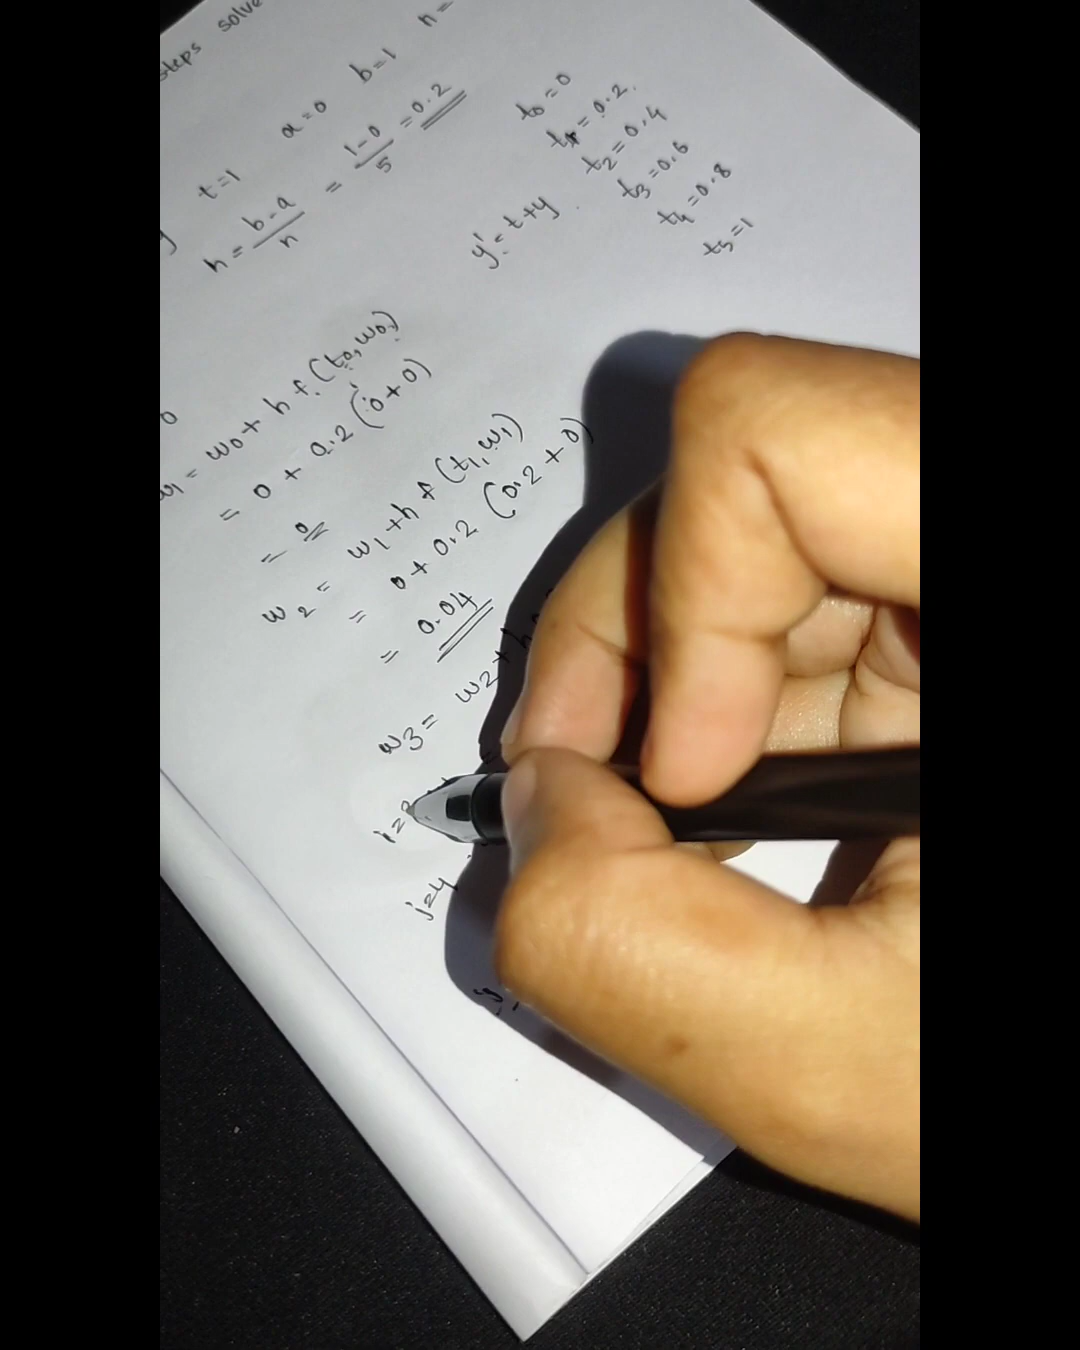 steps solve
t=1 a=0 b=1 n=
h = b-a/n = 1-0/5 = 0.2
y' = t+y
t0 = 0
t1 = 0.2.
t2 = 0.4
t3 = 0.6
t4 = 0.8
t5 = 1
w1 = w0 + h f (t0, w0)
= 0 + 0.2 (0+0)
= 0
w2 = w1 + h f (t1, w1)
= 0 + 0.2 (0.2 + 0)
= 0.04
w3 = w2 + h
i=3
i=4